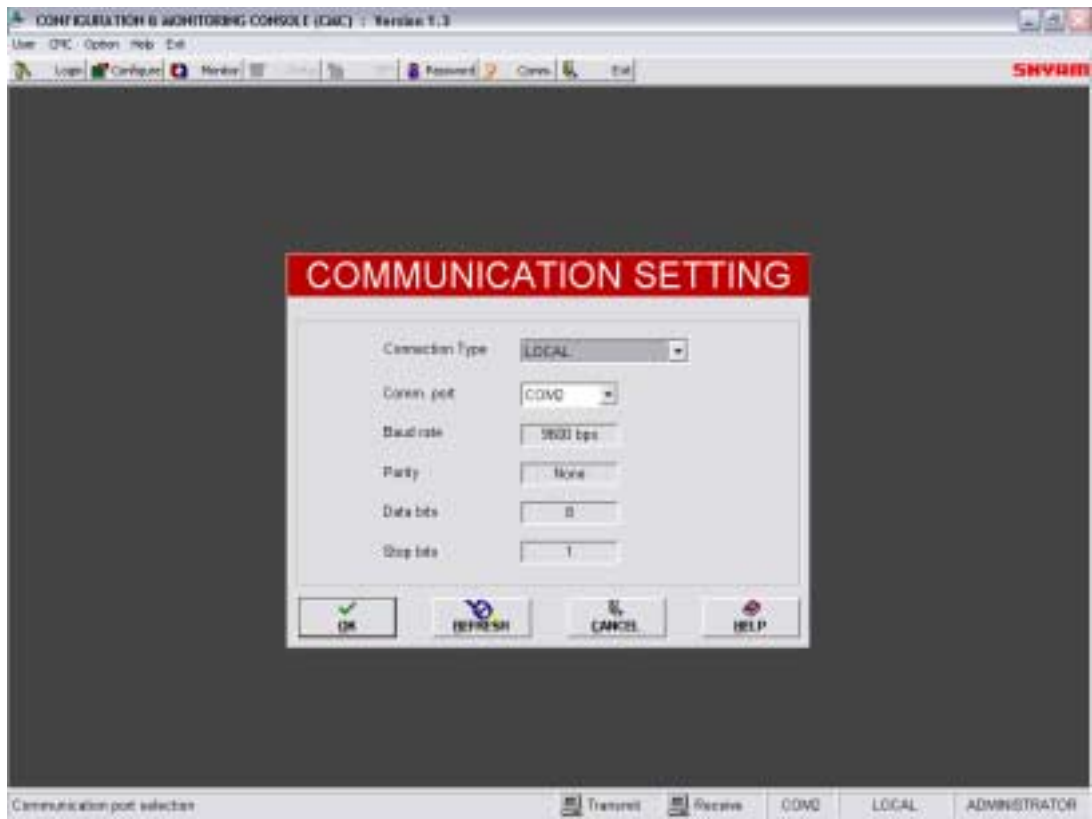 CONFIGURATION & MONITORING CONSOLE (CMC) : Version 1.3
User CMC Option Help Exit
Login Configure Monitor Password Comm. Exit
SHYAM
COMMUNICATION SETTING
Connection Type LOCAL
Comm. port COM2
Baud rate 9600 bps
Parity None
Data bits 8
Stop bits 1
OK REFRESH CANCEL HELP
Communication port selection Transmit Receive COM2 LOCAL ADMINISTRATOR